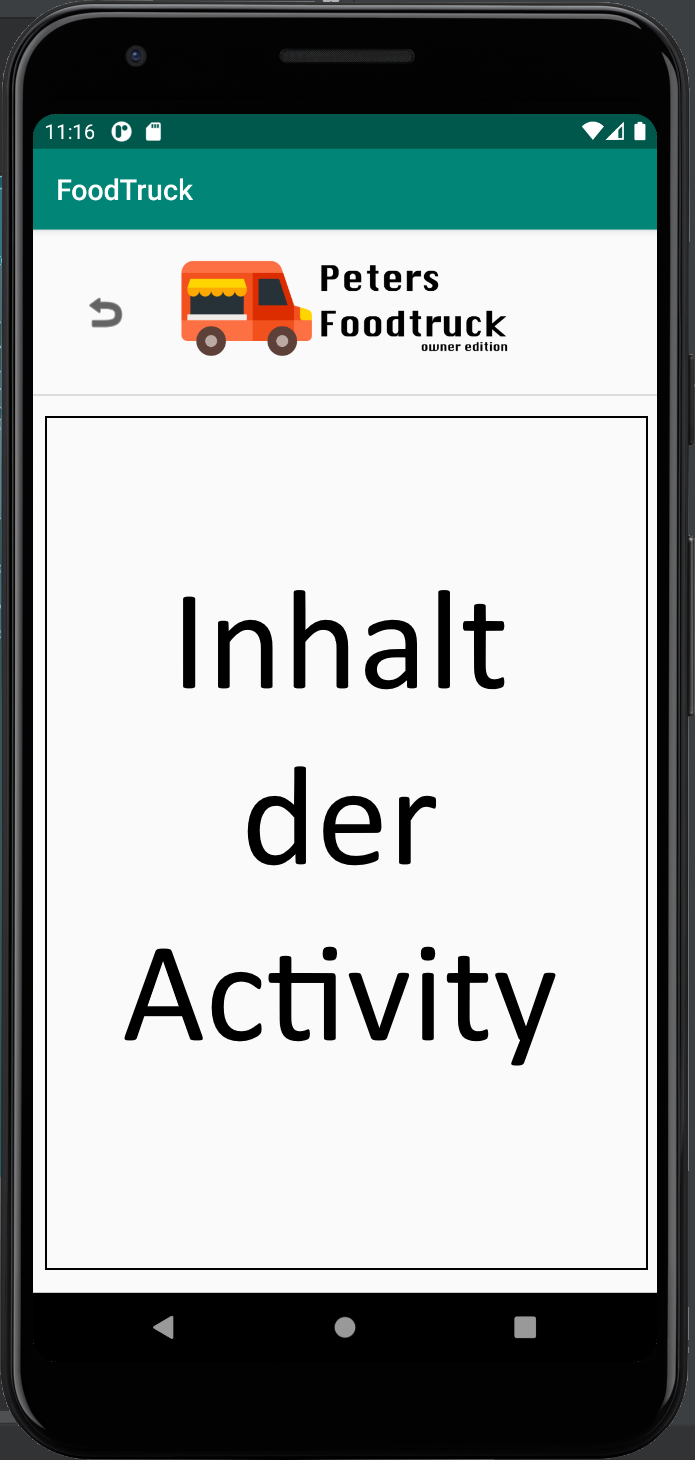 11:16
FoodTruck
Peters
Foodtruck
owner edition
Inhalt
der
Activity